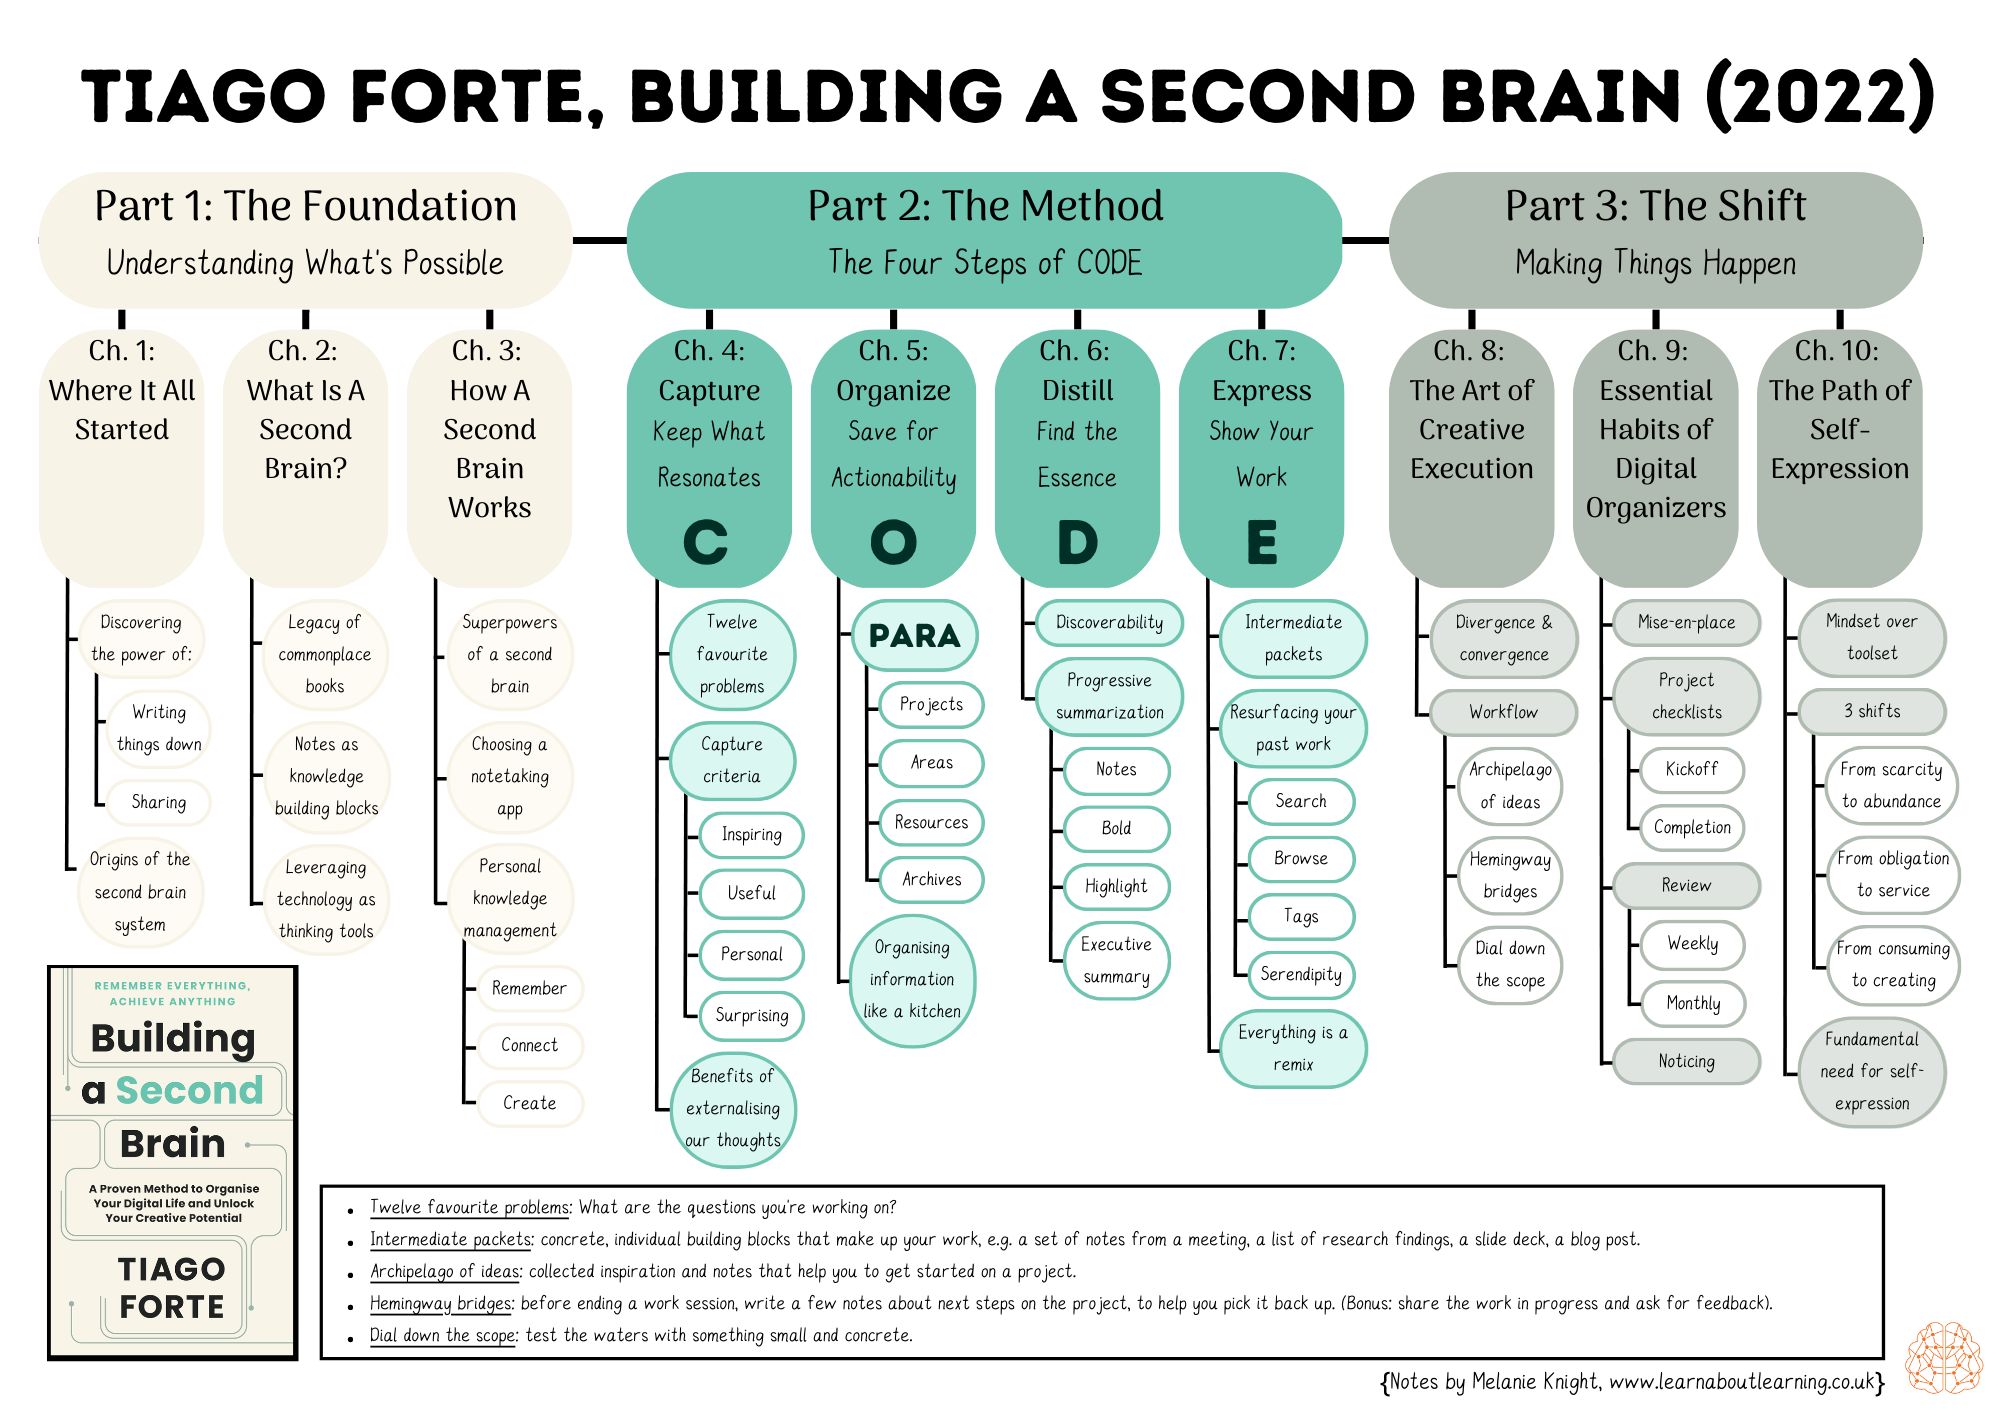 TIAGO FORTE, BUILDING A SECOND BRAIN (2022)
Part 1: The Foundation
Understanding What's Possible
Part 2: The Method
The Four Steps of CODE
Part 3: The Shift
Making Things Happen
Ch. 1:
Where It All
Started
Ch. 2:
What Is A
Second
Brain?
Ch. 3:
How A
Second
Brain
Works
Ch. 4:
Capture
Keep What
Resonates
C
Ch. 5:
Organize
Save for
Actionability
O
Ch. 6:
Distill
Find the
Essence
D
Ch. 7:
Express
Show Your
Work
E
Ch. 8:
The Art of
Creative
Execution
Ch. 9:
Essential
Habits of
Digital
Organizers
Ch. 10:
The Path of
Self-
Expression
Discovering
the power of:
Writing
things down
Sharing
Origins of the
second brain
system
Legacy of
commonplace
books
Notes as
knowledge
building blocks
Leveraging
technology as
thinking tools
Superpowers
of a second
brain
Choosing a
notetaking
app
Personal
knowledge
management
Remember
Connect
Create
Twelve
favourite
problems
Capture
criteria
Inspiring
Useful
Personal
Surprising
Benefits of
externalising
our thoughts
PARA
Projects
Areas
Resources
Archives
Organising
information
like a kitchen
Discoverability
Progressive
summarization
Notes
Bold
Highlight
Executive
summary
Intermediate
packets
Resurfacing your
past work
Search
Browse
Tags
Serendipity
Everything is a
remix
Divergence &
convergence
Workflow
Archipelago
of ideas
Hemingway
bridges
Dial down
the scope
Mise-en-place
Project
checklists
Kickoff
Completion
Review
Weekly
Monthly
Noticing
Mindset over
toolset
3 shifts
From scarcity
to abundance
From obligation
to service
From consuming
to creating
Fundamental
need for self-
expression
REMEMBER EVERYTHING,
ACHIEVE ANYTHING
Building
a Second
Brain
A Proven Method to Organise
Your Digital Life and Unlock
Your Creative Potential
TIAGO
FORTE
• Twelve favourite problems: What are the questions you're working on?
• Intermediate packets: concrete, individual building blocks that make up your work, e.g. a set of notes from a meeting, a list of research findings, a slide deck, a blog post.
• Archipelago of ideas: collected inspiration and notes that help you to get started on a project.
• Hemingway bridges: before ending a work session, write a few notes about next steps on the project, to help you pick it back up. (Bonus: share the work in progress and ask for feedback).
• Dial down the scope: test the waters with something small and concrete.
{Notes by Melanie Knight, www.learnaboutlearning.co.uk}